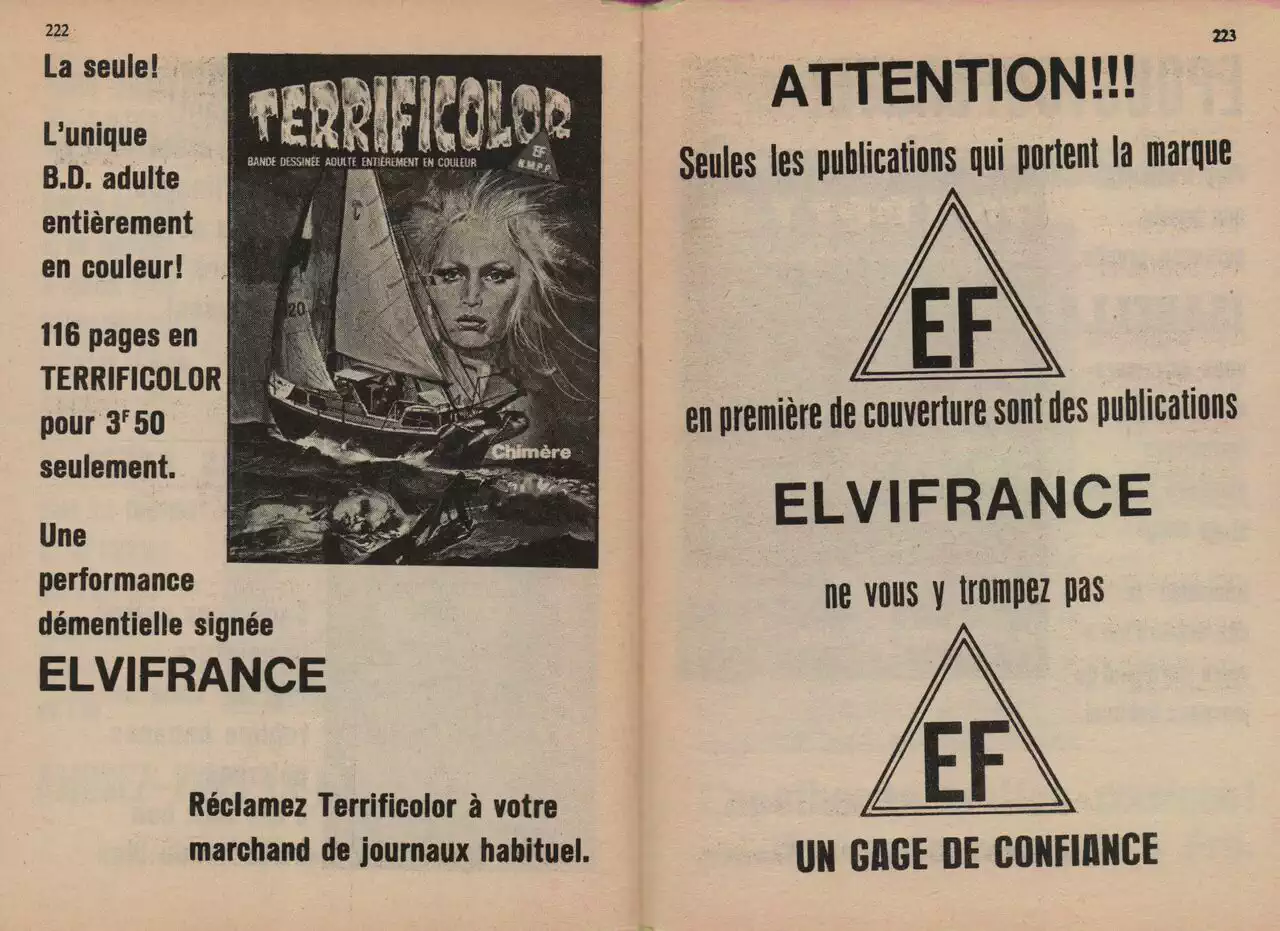 222
La seule!
L'unique
B.D. adulte
entièrement
en couleur!
116 pages en
TERRIFICOLOR
pour 3F 50
seulement.
Une
performance
démentielle signée
ELVIFRANCE
TERRIFICOLOR
BANDE DESSINÉE ADULTE ENTIÈREMENT EN COULEUR
EF
N.M.P.P.
C
20
Chimère
Réclamez Terrificolor à votre
marchand de journaux habituel.
223
ATTENTION!!!
Seules les publications qui portent la marque
EF
en première de couverture sont des publications
ELVIFRANCE
ne vous y trompez pas
EF
UN GAGE DE CONFIANCE